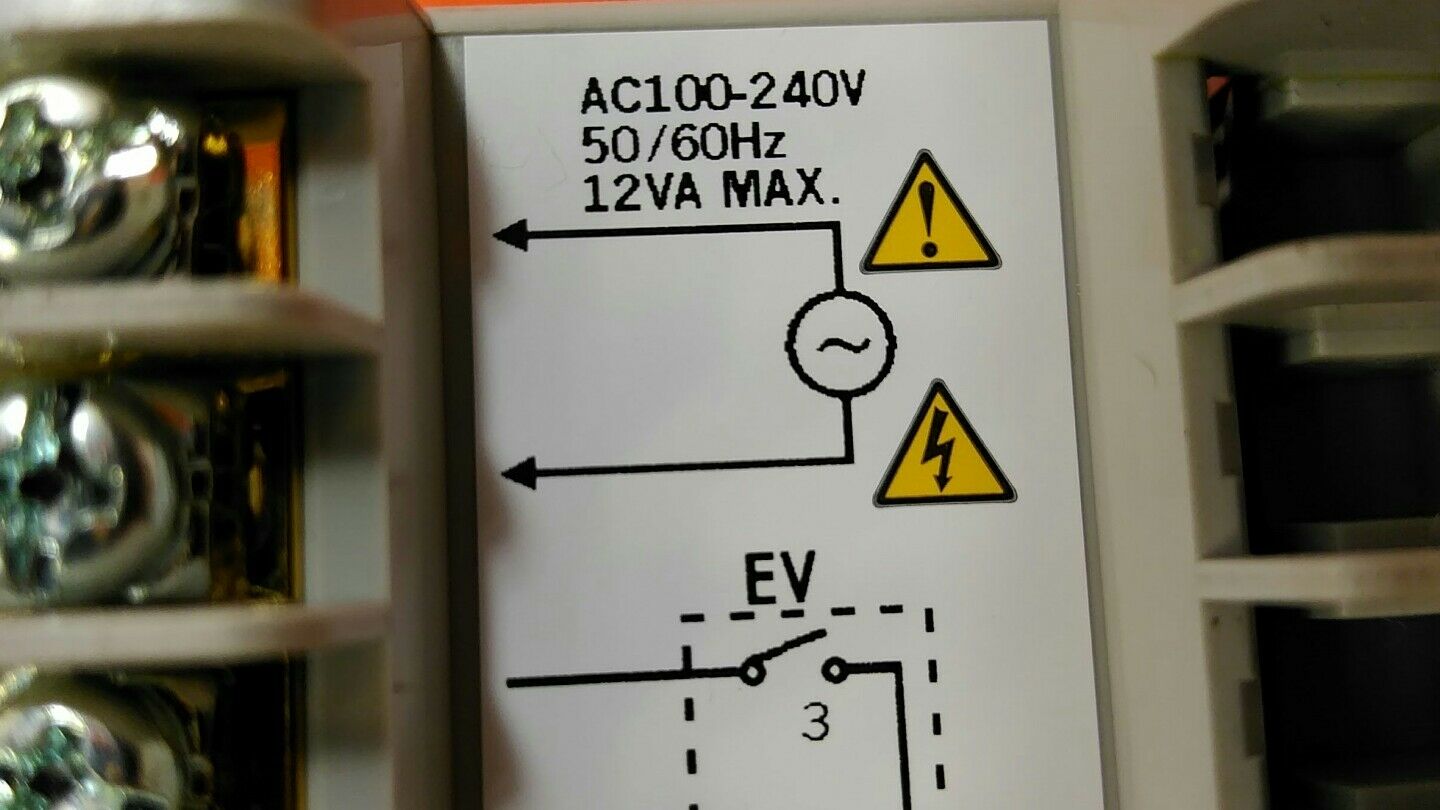 AC100-240V
50/60Hz
12VA MAX.
EV
3